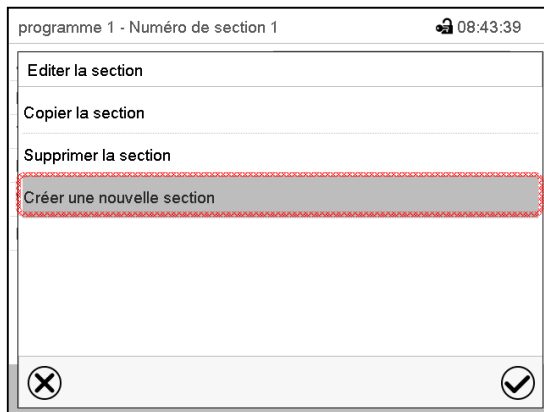 programme 1 - Numéro de section 1 08:43:39
Editer la section
Copier la section
Supprimer la section
Créer une nouvelle section